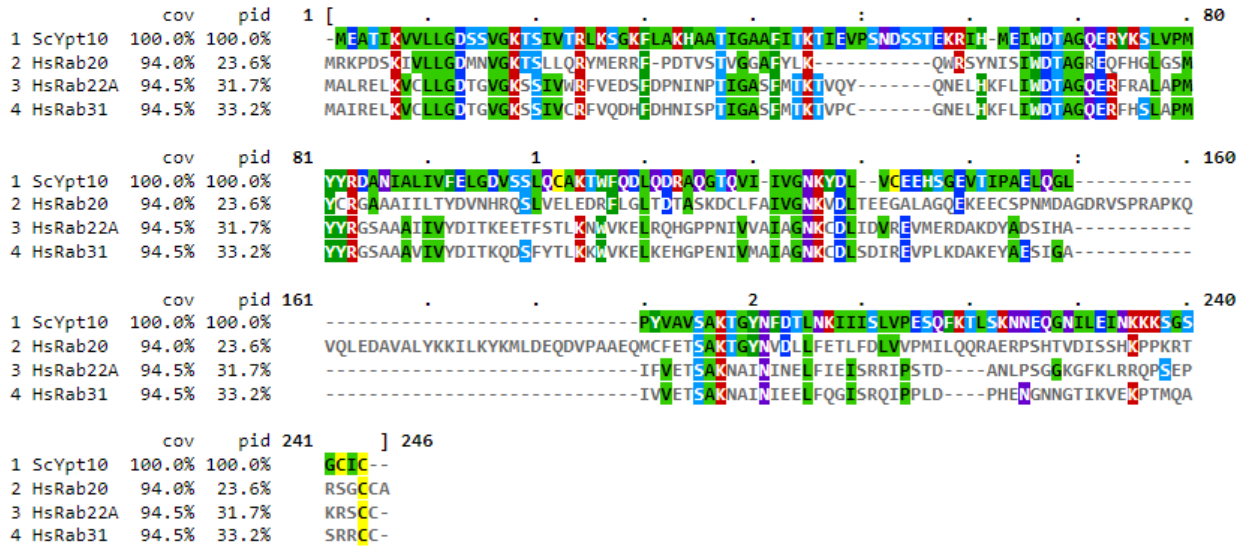 cov pid 1 [ . . . . : . . . 80
1 ScYpt10 100.0% 100.0% -MEATIKVVLLGDSSVGKTSIVTRLKSGKFLAKHAATIGAAFITKTIEVPSNDSSTEKRIH-MEIWDTAGQERYKSLVPM
2 HsRab20 94.0% 23.6% MRKPDSKIVLLGDMNVGKTSLLQRYMERRF-PDTVSTVGGAFYLK-----------QWRSYNISIWDTAGREQFHGLGSM
3 HsRab22A 94.5% 31.7% MALRELKVCLLGDTGVGKSSIVWRFVEDSFDPNINPTIGASFMTKTVQY-------QNELHKFLIWDTAGQERFRALAPM
4 HsRab31 94.5% 33.2% MAIRELKVCLLGDTGVGKSSIVCRFVQDHFDHNISPTIGASFMTKTVPC-------GNELHKFLIWDTAGQERFHSLAPM
cov pid 81 . 1 . . . . : . 160
1 ScYpt10 100.0% 100.0% YYRDANIALIVFELGDVSSLQCAKTWFQDLQDRAQGTQVI-IVGNKYDL--VCEEHSGEVTIPAELQGL-----------
2 HsRab20 94.0% 23.6% YCRGAAAIILTYDVNHRQSLVELEDRFLGLTDTASKDCLFAIVGNKVDLTEEGALAGQEKEECSPNMDAGDRVSPRAPKQ
3 HsRab22A 94.5% 31.7% YYRGSAAAIIVYDITKEETFSTLKNWVKELRQHGPPNIVVAIAGNKCDLIDVREVMERDAKDYADSIHA-----------
4 HsRab31 94.5% 33.2% YYRGSAAAVIVYDITKQDSFYTLKKWVKELKEHGPENIVMAIAGNKCDLSDIREVPLKDAKEYAESIGA-----------
cov pid 161 . . . 2 . . . . 240
1 ScYpt10 100.0% 100.0% -----------------------------PYVAVSAKTGYNFDTLNKIIISLVPESQFKTLSKNNEQGNILEINKKKSGS
2 HsRab20 94.0% 23.6% VQLEDAVALYKKILKYKMLDEQDVPAAEQMCFETSAKTGYNVDLLFETLFDLVVPMILQQRAERPSHTVDISSHKPPKRT
3 HsRab22A 94.5% 31.7% -----------------------------IFVETSAKNAININELFIEISRRIPSTD----ANLPSGGKGFKLRRQPSEP
4 HsRab31 94.5% 33.2% -----------------------------IVVETSAKNAINIEELFQGISRQIPPLD----PHENGNNGTIKVEKPTMQA
cov pid 241 ] 246
1 ScYpt10 100.0% 100.0% GCIC--
2 HsRab20 94.0% 23.6% RSGCCA
3 HsRab22A 94.5% 31.7% KRSCC-
4 HsRab31 94.5% 33.2% SRRCC-